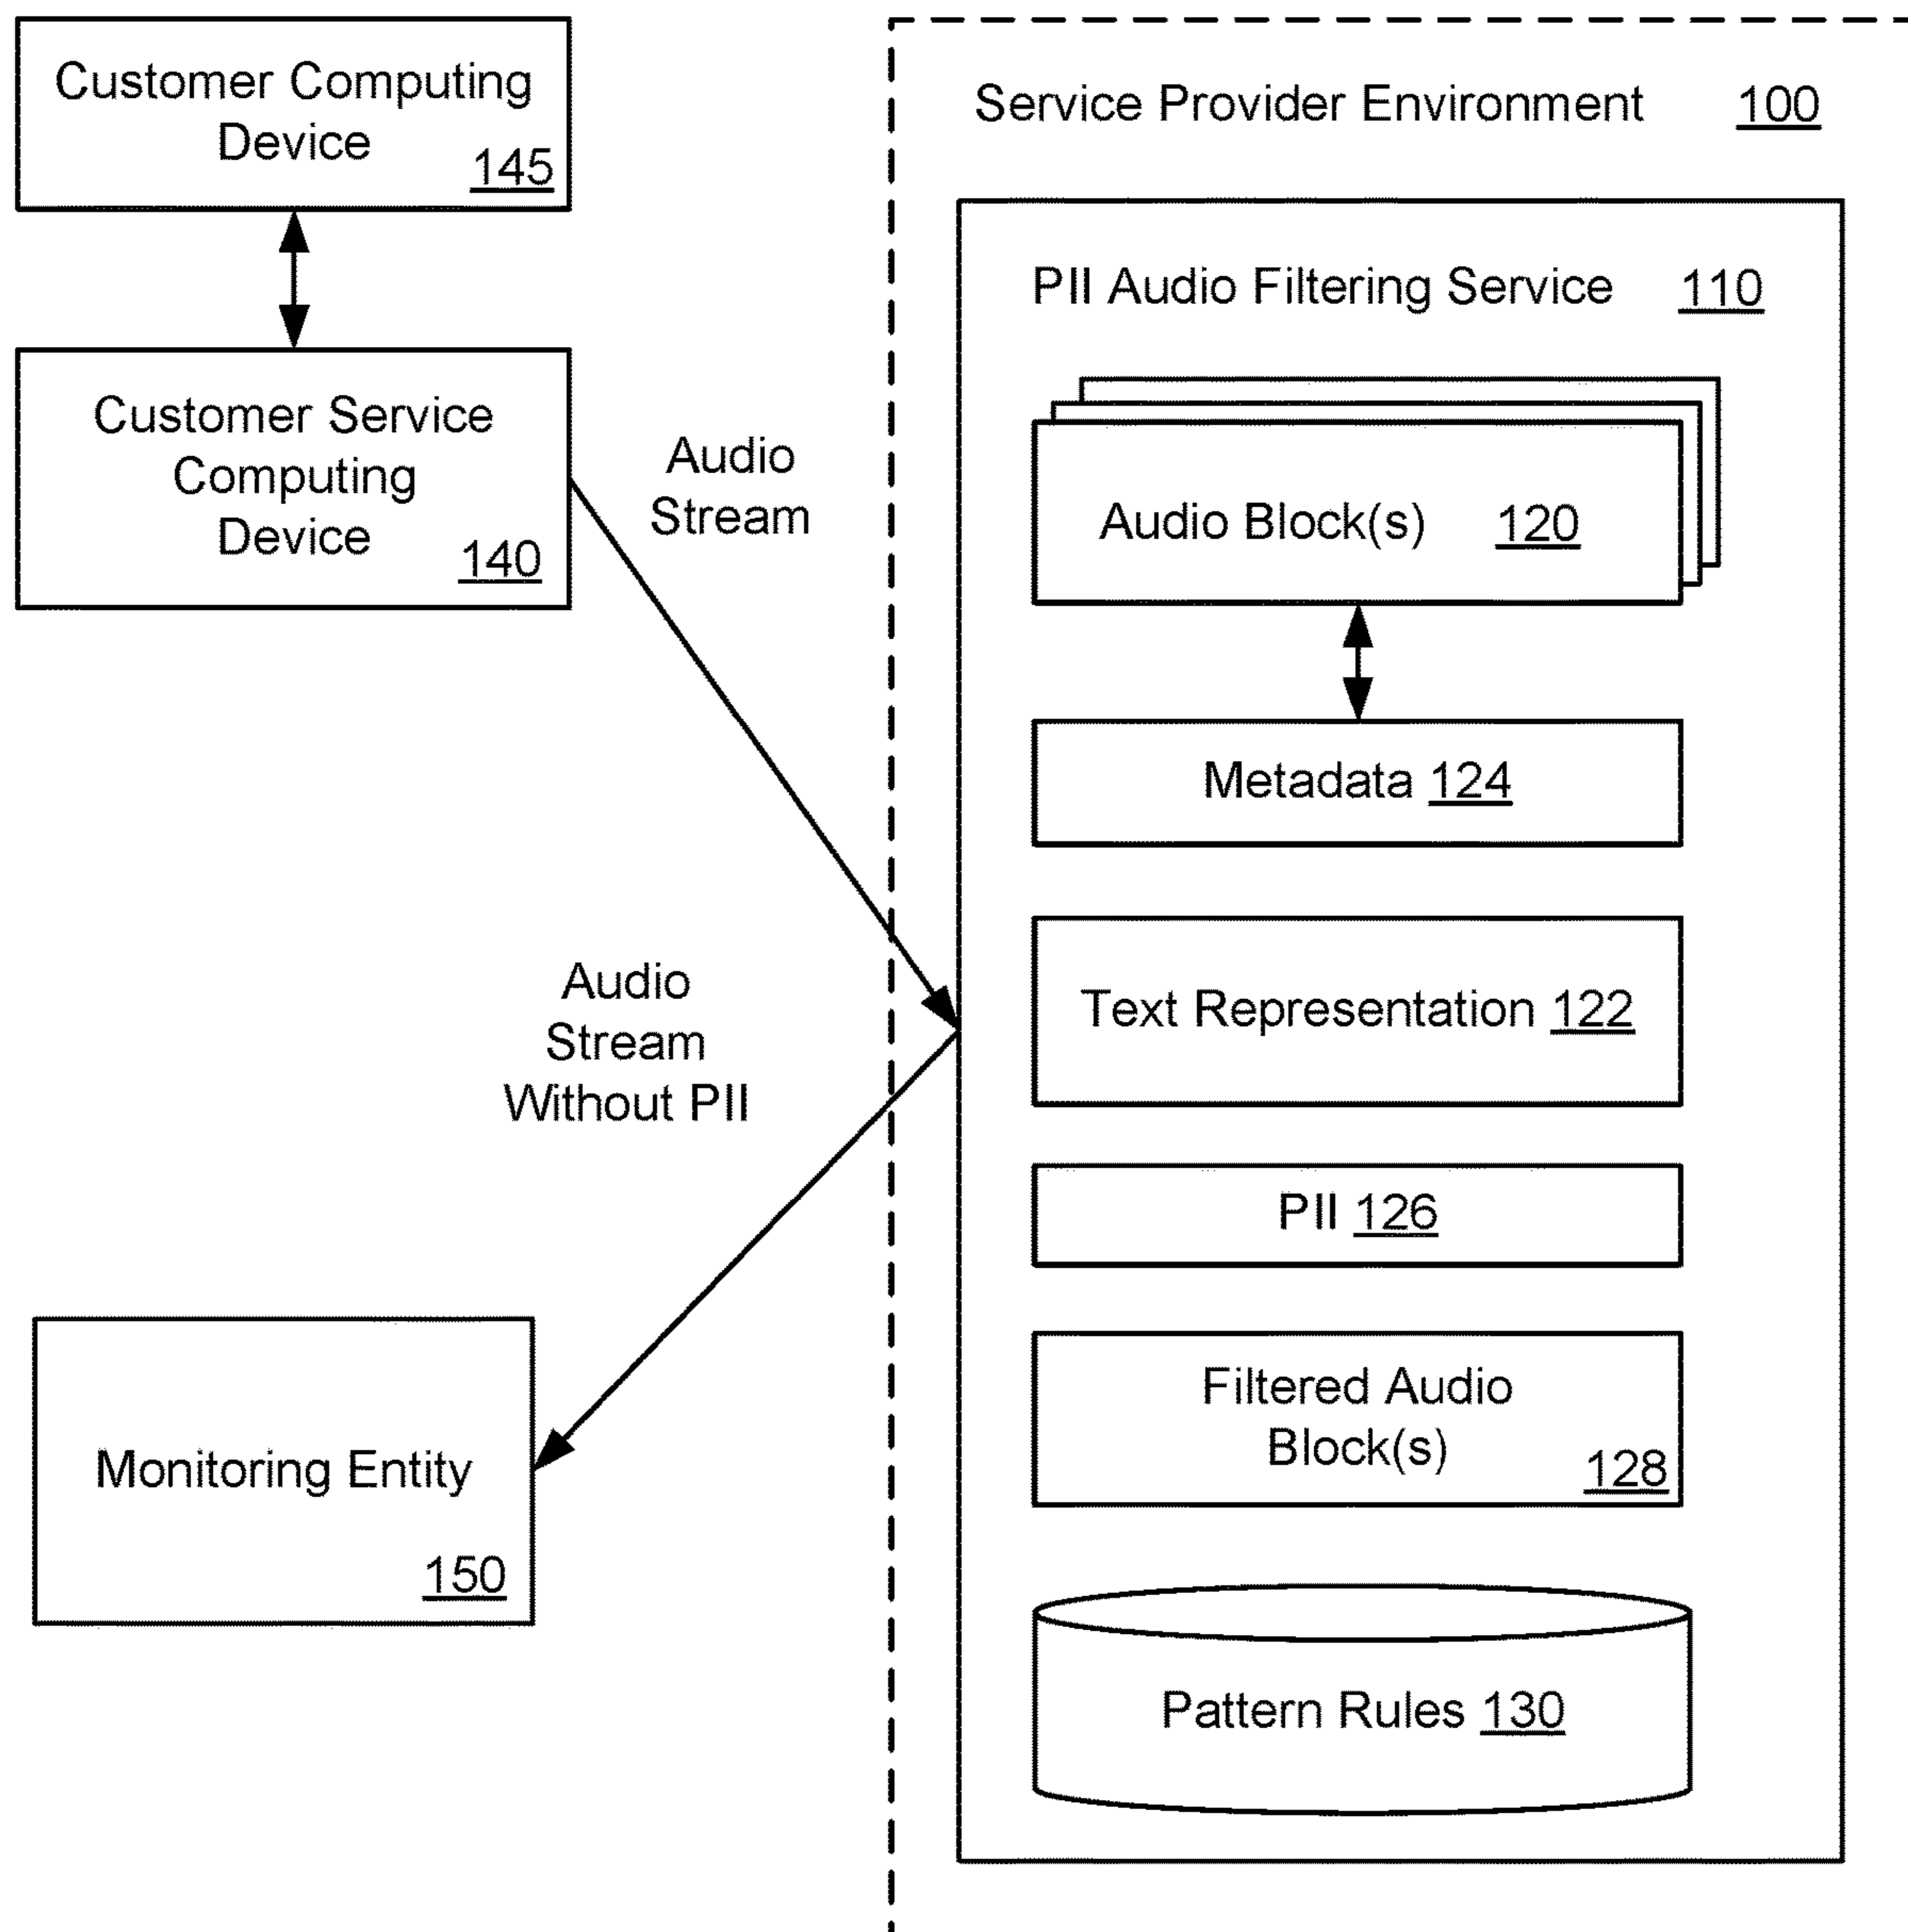 Customer Computing
Device
145
Customer Service
Computing
Device
140
Audio
Stream
Audio
Stream
Without PII
Monitoring Entity
150
Service Provider Environment 100
PII Audio Filtering Service 110
Audio Block(s) 120
Metadata 124
Text Representation 122
PII 126
Filtered Audio
Block(s)
128
Pattern Rules 130